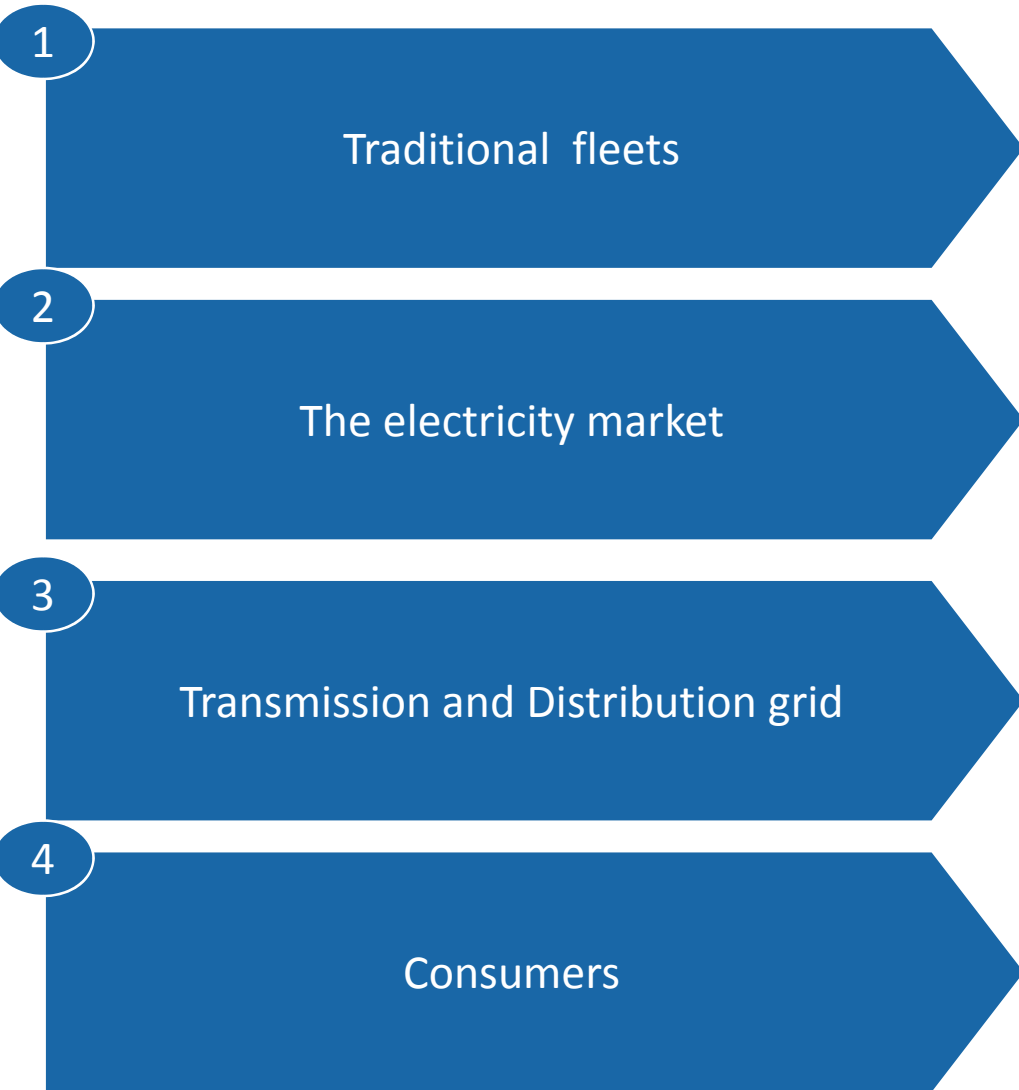 1
Traditional  fleets
2
The electricity market
3
Transmission and Distribution grid
4
Consumers